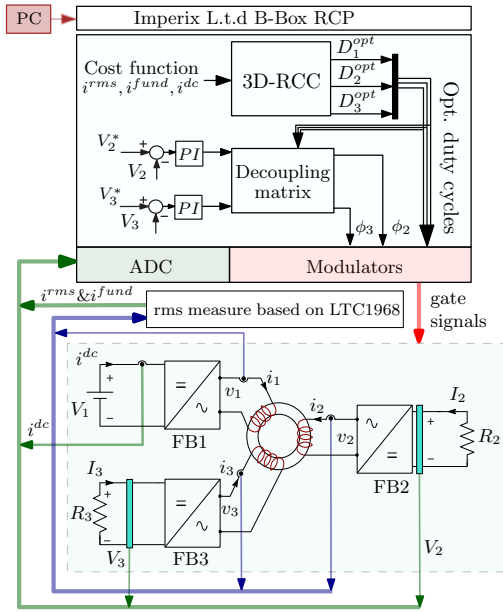 PC
Imperix L.t.d B-Box RCP
Cost function
i^{rms}, i^{fund}, i^{dc}
3D-RCC
D_1^{opt}
D_2^{opt}
D_3^{opt}
Opt. duty cycles
V_2^*
+
−
V_2
PI
V_3^*
+
−
V_3
PI
Decoupling
matrix
ϕ_3
ϕ_2
ADC
Modulators
i^{rms}&i^{fund}
rms measure based on LTC1968
gate
signals
i^{dc}
i^{dc}
V_1
+
−
=
∼
FB1
v_1
i_1
i_2
v_2
∼
=
FB2
+
−
I_2
R_2
V_2
I_3
R_3
+
−
V_3
=
∼
FB3
i_3
v_3